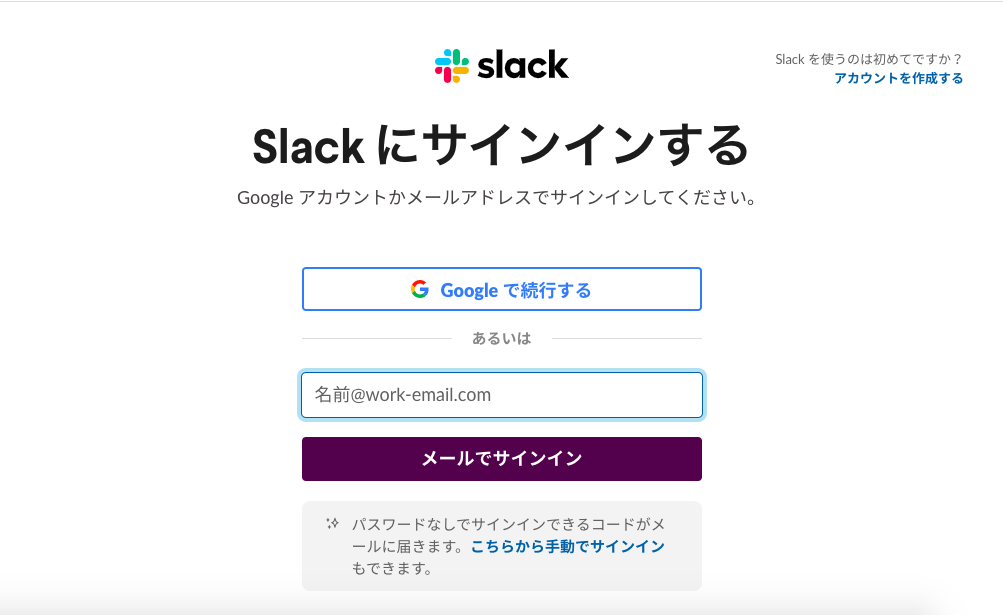 slack
Slack を使うのは初めてですか？
アカウントを作成する
Slack にサインインする
Google アカウントかメールアドレスでサインインしてください。
Google で続行する
あるいは
名前@work-email.com
メールでサインイン
パスワードなしでサインインできるコードがメ
ールに届きます。こちらから手動でサインイン
もできます。